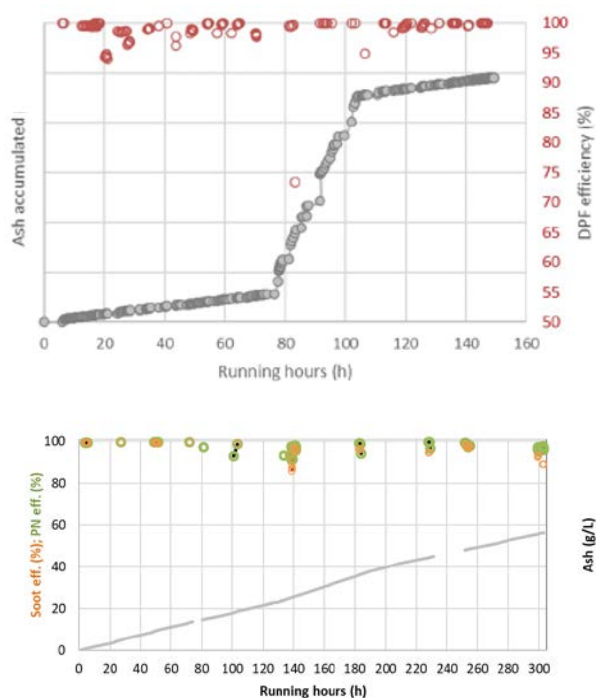 100
95
90
85
80
75
70
65
60
55
50
Ash accumulated
DPF efficiency (%)
0 20 40 60 80 100 120 140 160
Running hours (h)
100
80
60
40
20
0
Soot eff. (%); PN eff. (%)
Ash (g/L)
0 20 40 60 80 100 120 140 160 180 200 220 240 260 280 300
Running hours (h)